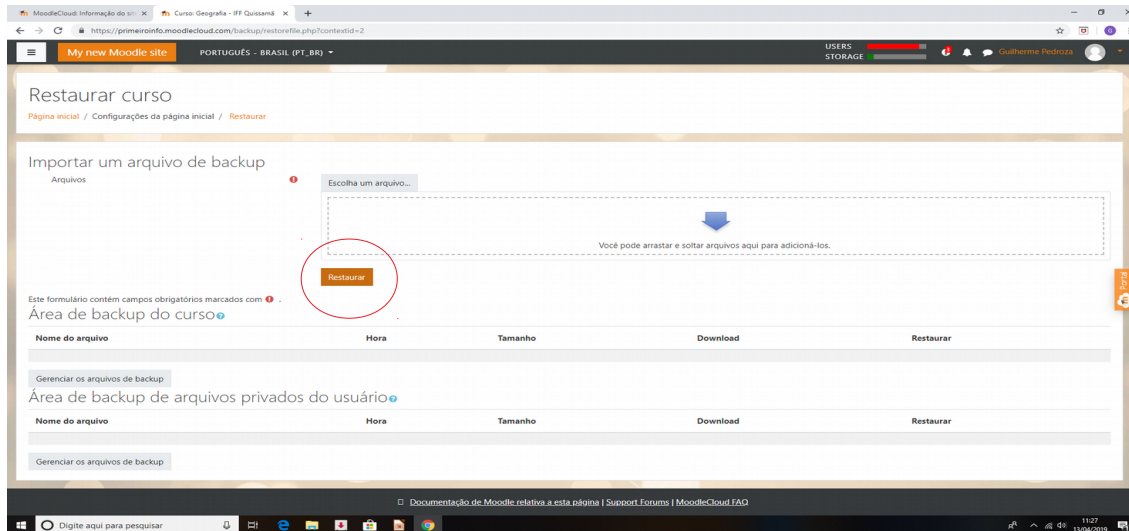 MoodleCloud: Informação do sit
Curso: Geografia - IFF Quissamã
https://primeiroinfo.moodlecloud.com/backup/restorefile.php?contextid=2
My new Moodle site
PORTUGUÊS - BRASIL (PT_BR)
USERS
STORAGE
Guilherme Pedroza
Restaurar curso
Página inicial / Configurações da página inicial / Restaurar
Importar um arquivo de backup
Arquivos
Escolha um arquivo...
Você pode arrastar e soltar arquivos aqui para adicioná-los.
Restaurar
Portal
Este formulário contém campos obrigatórios marcados com .
Área de backup do curso
Nome do arquivo Hora Tamanho Download Restaurar
Gerenciar os arquivos de backup
Área de backup de arquivos privados do usuário
Nome do arquivo Hora Tamanho Download Restaurar
Gerenciar os arquivos de backup
Documentação de Moodle relativa a esta página | Support Forums | MoodleCloud FAQ
Digite aqui para pesquisar
11:27
13/04/2019